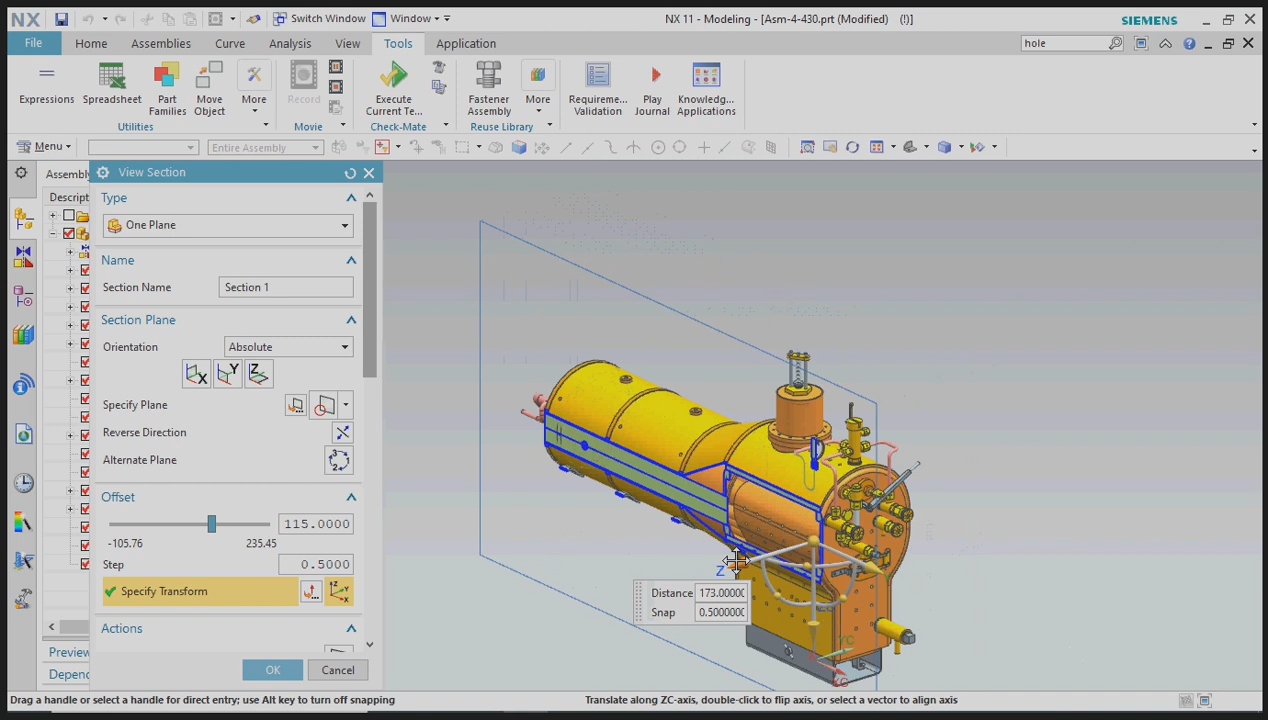 NX
Switch Window
Window
NX 11 - Modeling - [Asm-4-430.prt (Modified) (!)]
SIEMENS
File
Home
Assemblies
Curve
Analysis
View
Tools
Application
hole
Expressions
Spreadsheet
Part Families
Move Object
More
Record
Execute Current Te...
Fastener Assembly
More
Requireme... Validation
Play Journal
Knowledg... Applications
Utilities
Movie
Check-Mate
Reuse Library
Menu
Entire Assembly
Assembly
Descript
View Section
Type
One Plane
Name
Section Name
Section 1
Section Plane
Orientation
Absolute
X
Y
Z
Specify Plane
Reverse Direction
Alternate Plane
Offset
115.0000
-105.76
235.45
Step
0.5000
Specify Transform
Actions
OK
Cancel
Preview
Depend
Z
Distance
173.0000
Snap
0.500000
YC
XC
Drag a handle or select a handle for direct entry; use Alt key to turn off snapping
Translate along ZC-axis, double-click to flip axis, or select a vector to align axis